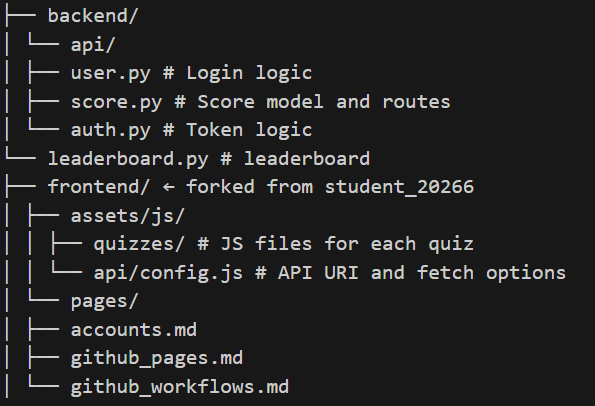 ├── backend/
│ └── api/
│ ├── user.py # Login logic
│ ├── score.py # Score model and routes
│ └── auth.py # Token logic
└── leaderboard.py # leaderboard
├── frontend/ ← forked from student_20266
│ ├── assets/js/
│ │ ├── quizzes/ # JS files for each quiz
│ │ └── api/config.js # API URI and fetch options
│ └── pages/
│ ├── accounts.md
│ ├── github_pages.md
│ └── github_workflows.md